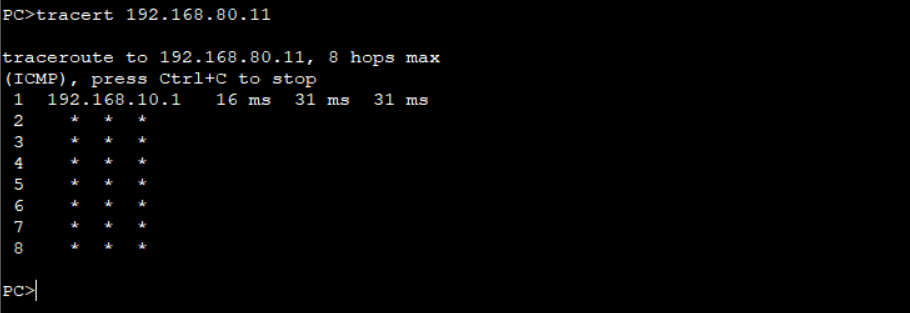 PC>tracert 192.168.80.11
traceroute to 192.168.80.11, 8 hops max
(ICMP), press Ctrl+C to stop
1 192.168.10.1 16 ms 31 ms 31 ms
2 * * *
3 * * *
4 * * *
5 * * *
6 * * *
7 * * *
8 * * *
PC>